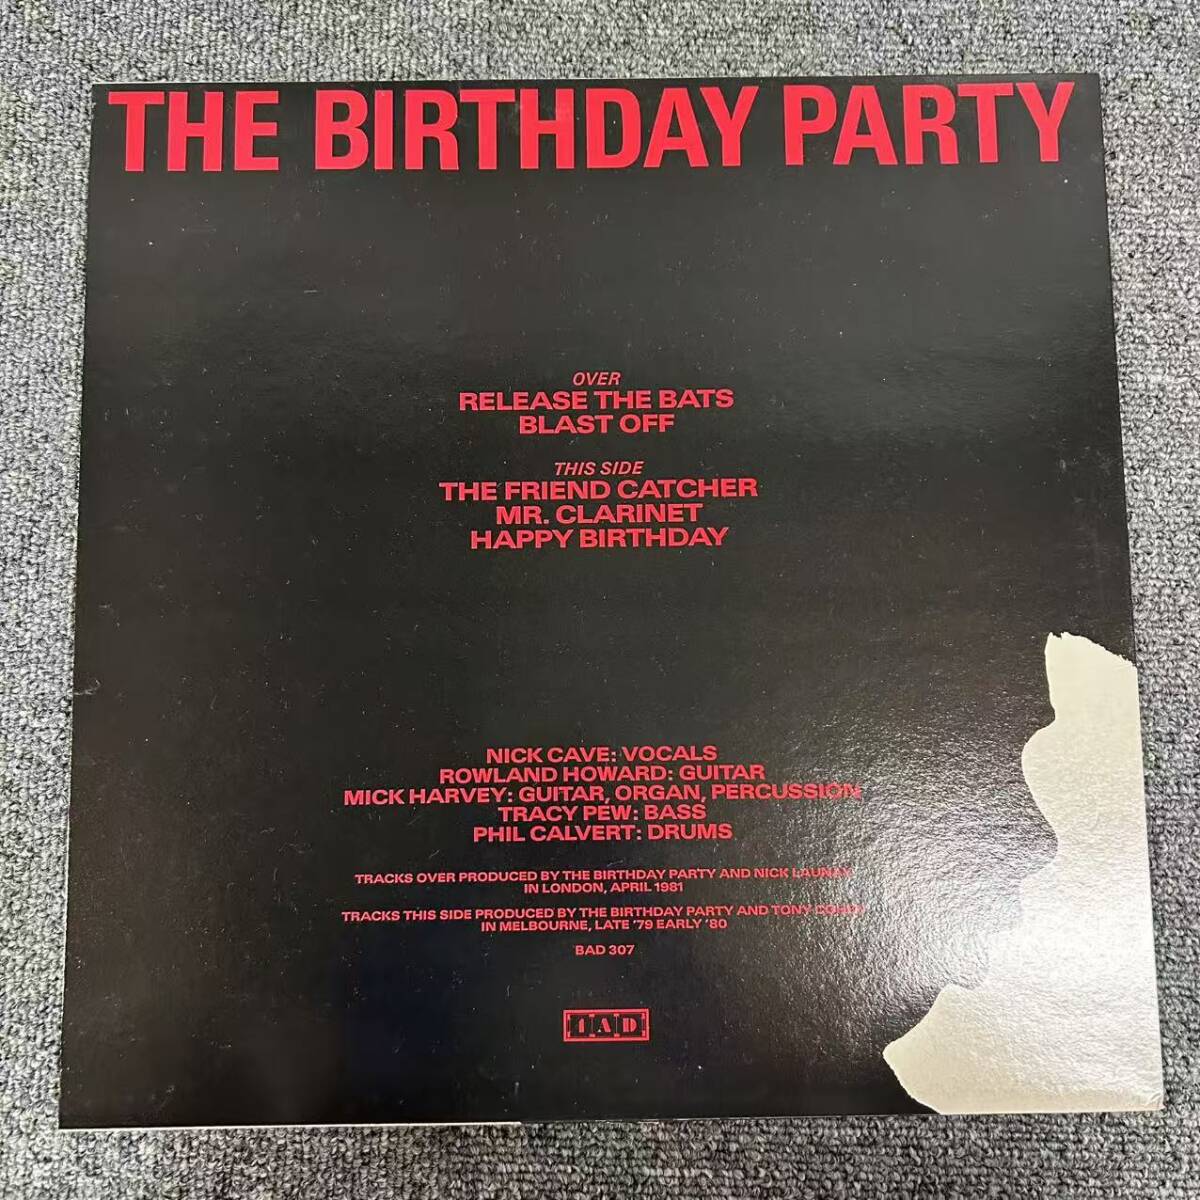 THE BIRTHDAY PARTY
OVER
RELEASE THE BATS
BLAST OFF
THIS SIDE
THE FRIEND CATCHER
MR. CLARINET
HAPPY BIRTHDAY
NICK CAVE: VOCALS
ROWLAND HOWARD: GUITAR
MICK HARVEY: GUITAR, ORGAN, PERCUSSION
TRACY PEW: BASS
PHIL CALVERT: DRUMS
TRACKS OVER PRODUCED BY THE BIRTHDAY PARTY AND NICK LAUNAY
IN LONDON, APRIL 1981
TRACKS THIS SIDE PRODUCED BY THE BIRTHDAY PARTY AND TONY
IN MELBOURNE, LATE '79 EARLY '80
BAD 307
4AD